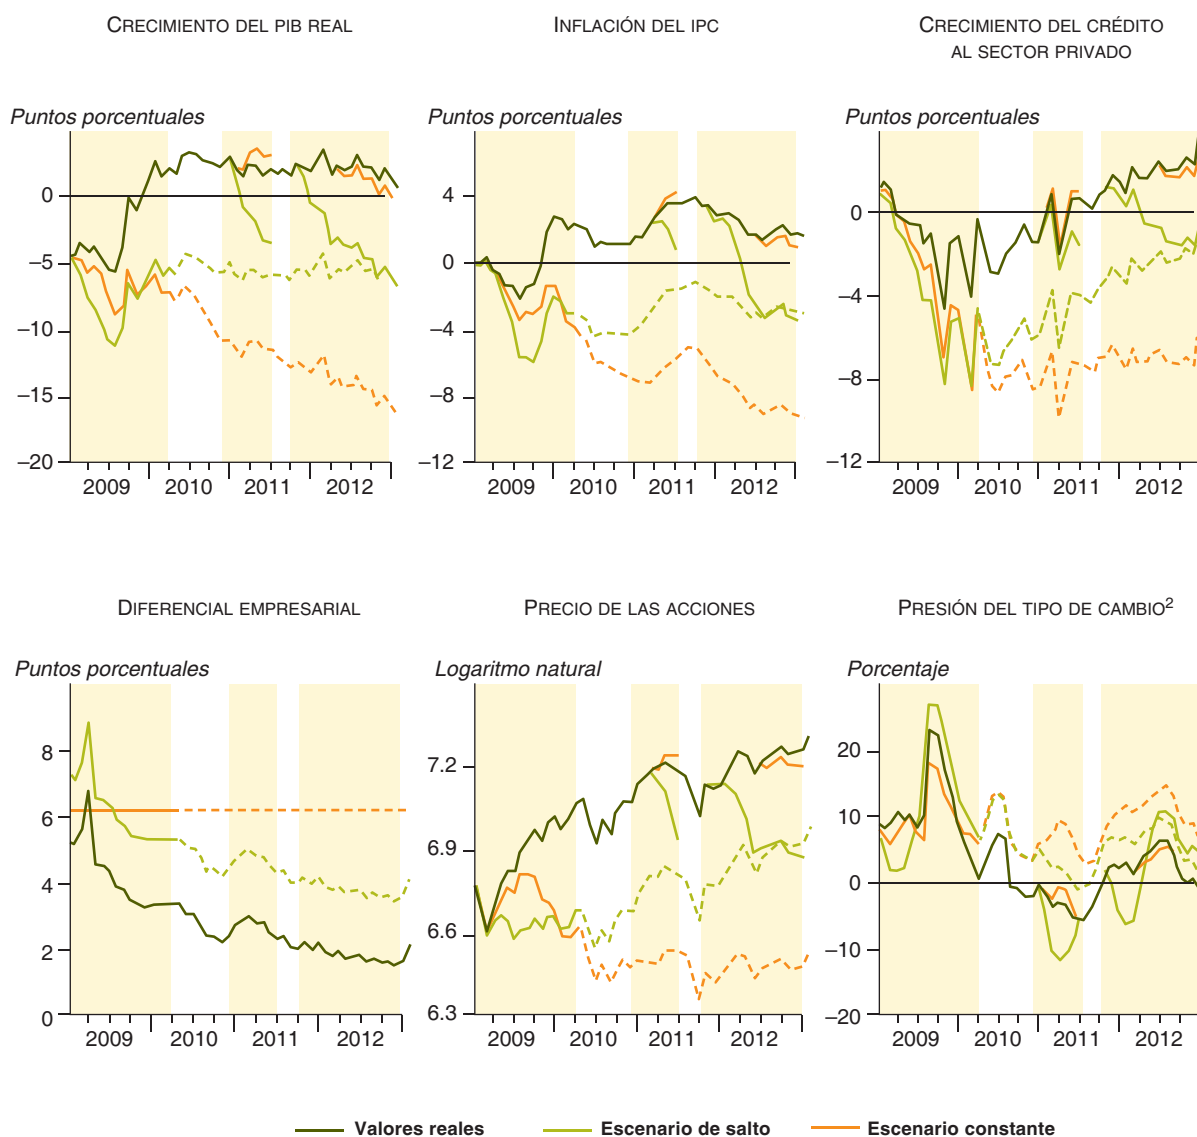 CRECIMIENTO DEL PIB REAL
Puntos porcentuales
0
–5
–10
–15
–20
2009 2010 2011 2012
INFLACIÓN DEL IPC
Puntos porcentuales
4
0
–4
–8
–12
2009 2010 2011 2012
CRECIMIENTO DEL CRÉDITO
AL SECTOR PRIVADO
Puntos porcentuales
0
–4
–8
–12
2009 2010 2011 2012
DIFERENCIAL EMPRESARIAL
Puntos porcentuales
8
6
4
2
0
2009 2010 2011 2012
PRECIO DE LAS ACCIONES
Logaritmo natural
7.2
6.9
6.6
6.3
2009 2010 2011 2012
PRESIÓN DEL TIPO DE CAMBIO2
Porcentaje
20
10
0
–10
–20
2009 2010 2011 2012
Valores reales Escenario de salto Escenario constante